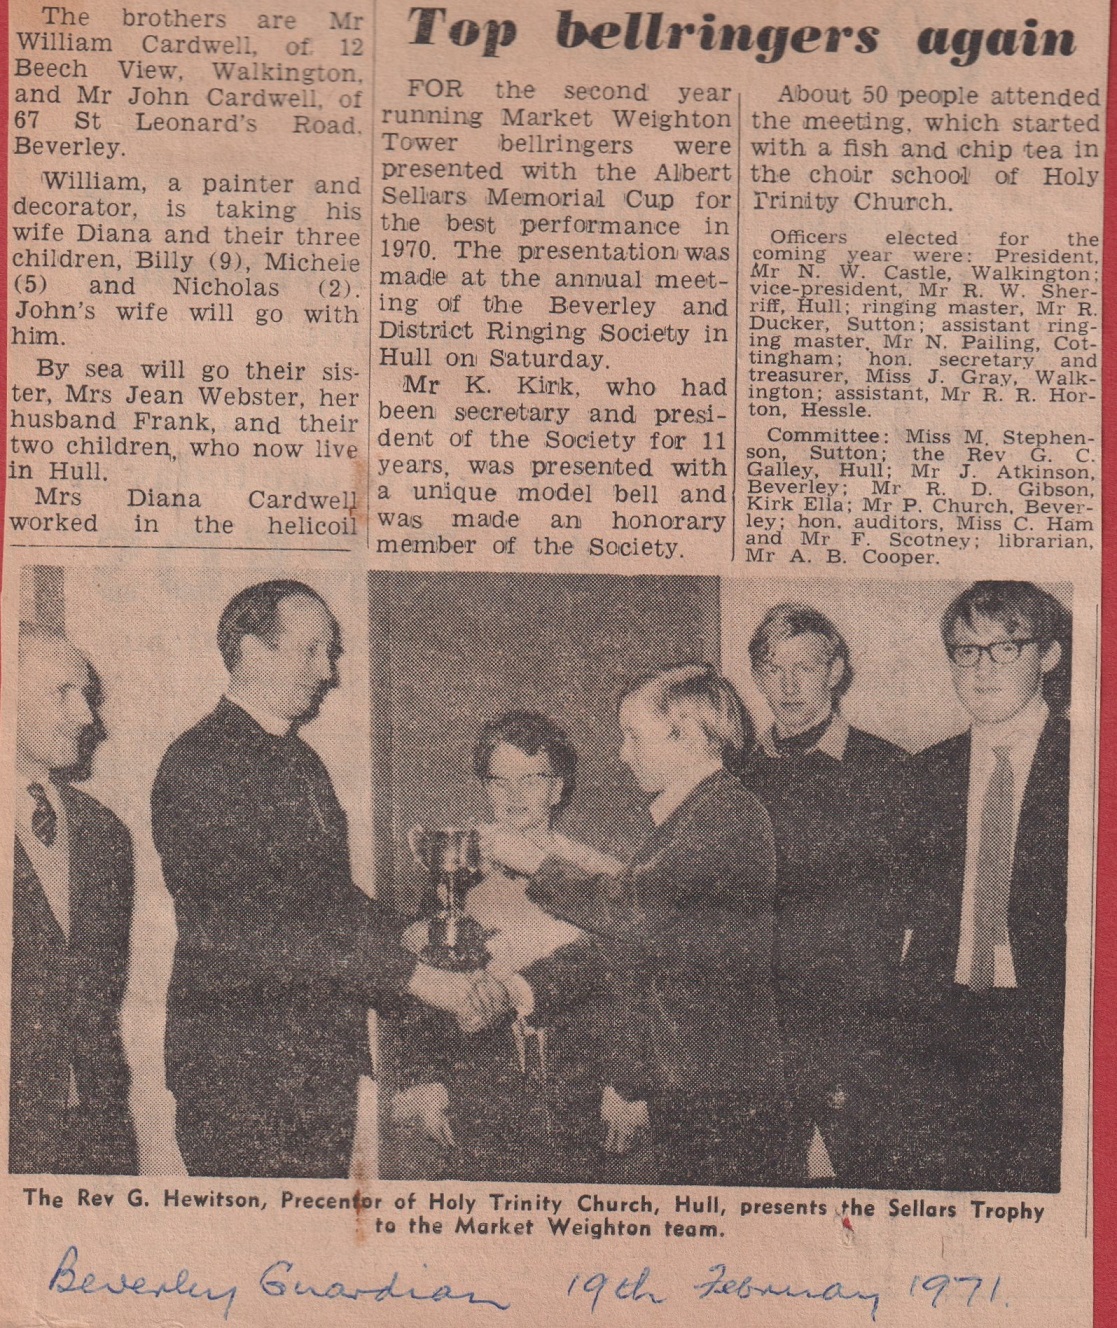 The brothers are Mr
William Cardwell, of 12
Beech View, Walkington,
and Mr John Cardwell, of
67 St Leonard's Road,
Beverley.
William, a painter and
decorator, is taking his
wife Diana and their three
children, Billy (9), Michele
(5) and Nicholas (2).
John's wife will go with
him.
By sea will go their sis-
ter, Mrs Jean Webster, her
husband Frank, and their
two children, who now live
in Hull.
Mrs Diana Cardwell
worked in the helicoil
Top bellringers again
FOR the second year
running Market Weighton
Tower bellringers were
presented with the Albert
Sellars Memorial Cup for
the best performance in
1970. The presentation was
made at the annual meet-
ing of the Beverley and
District Ringing Society in
Hull on Saturday.
Mr K. Kirk, who had
been secretary and presi-
dent of the Society for 11
years, was presented with
a unique model bell and
was made an honorary
member of the Society.
About 50 people attended
the meeting, which started
with a fish and chip tea in
the choir school of Holy
Trinity Church.
Officers elected for the
coming year were: President,
Mr N. W. Castle, Walkington;
vice-president, Mr R. W. Sher-
riff, Hull; ringing master, Mr R.
Ducker, Sutton; assistant ring-
ing master, Mr N. Pailing, Cot-
tingham; hon. secretary and
treasurer, Miss J. Gray, Walk-
ington; assistant, Mr R. R. Hor-
ton, Hessle.
Committee: Miss M. Stephen-
son, Sutton; the Rev G. C.
Galley, Hull; Mr J. Atkinson,
Beverley; Mr R. D. Gibson,
Kirk Ella; Mr P. Church, Bever-
ley; hon. auditors, Miss C. Ham
and Mr F. Scotney; librarian,
Mr A. B. Cooper.
The Rev G. Hewitson, Precentor of Holy Trinity Church, Hull, presents the Sellars Trophy
to the Market Weighton team.
Beverley Guardian 19th February 1971.